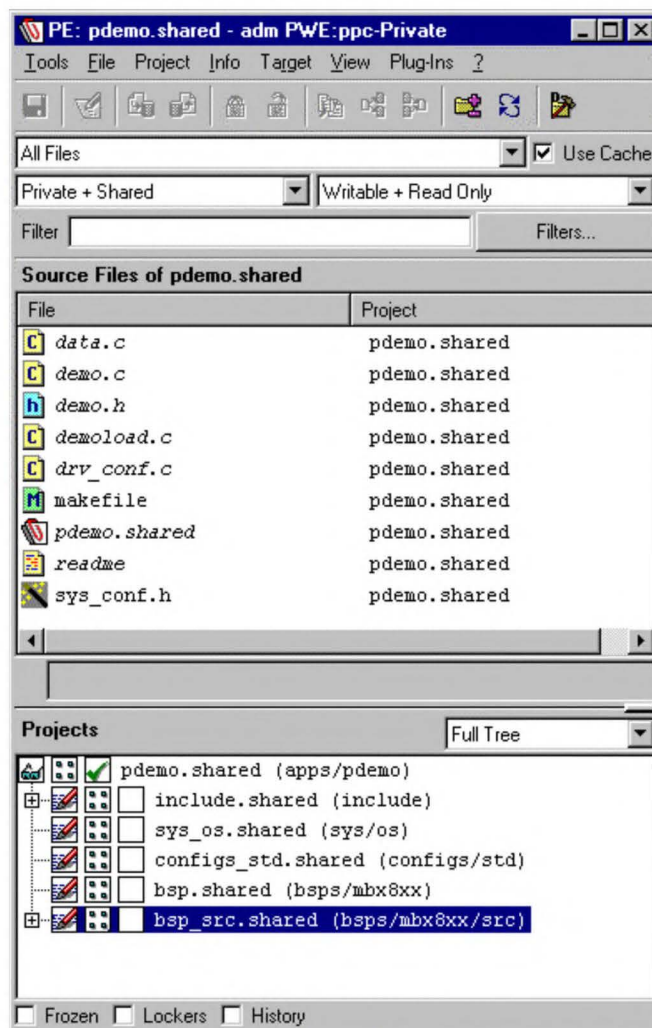 PE: pdemo.shared - adm PWE:ppc-Private
Tools File Project Info Target View Plug-Ins ?
All Files Use Cache
Private + Shared Writable + Read Only
Filter Filters...
Source Files of pdemo.shared
File Project
data.c pdemo.shared
demo.c pdemo.shared
demo.h pdemo.shared
demoload.c pdemo.shared
drv_conf.c pdemo.shared
makefile pdemo.shared
pdemo.shared pdemo.shared
readme pdemo.shared
sys_conf.h pdemo.shared
Projects Full Tree
pdemo.shared (apps/pdemo)
include.shared (include)
sys_os.shared (sys/os)
configs_std.shared (configs/std)
bsp.shared (bsps/mbx8xx)
bsp_src.shared (bsps/mbx8xx/src)
Frozen Lockers History